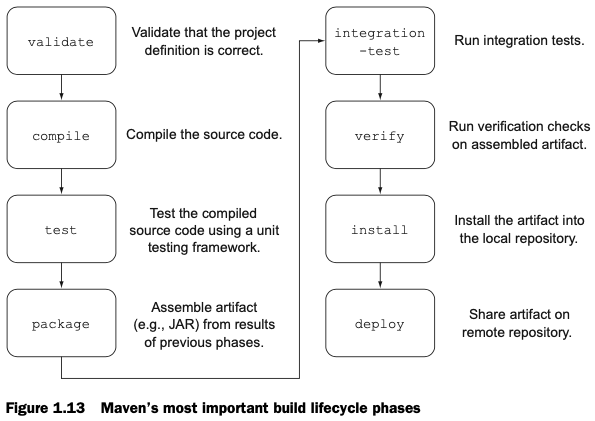 validate
Validate that the project
definition is correct.
compile
Compile the source code.
test
Test the compiled
source code using a unit
testing framework.
package
Assemble artifact
(e.g., JAR) from results
of previous phases.
integration
-test
Run integration tests.
verify
Run verification checks
on assembled artifact.
install
Install the artifact into
the local repository.
deploy
Share artifact on
remote repository.
Figure 1.13 Maven's most important build lifecycle phases